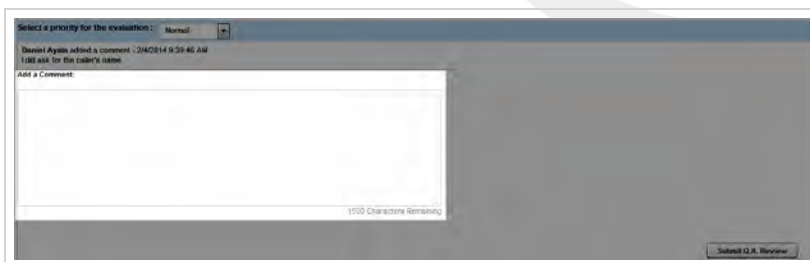 Select a priority for the evaluation : Normal
Daniel Ayala added a comment - 2/4/2014 9:39:46 AM
I did ask for the caller's name.
Add a Comment:
1500 Characters Remaining
Submit Q.A. Review